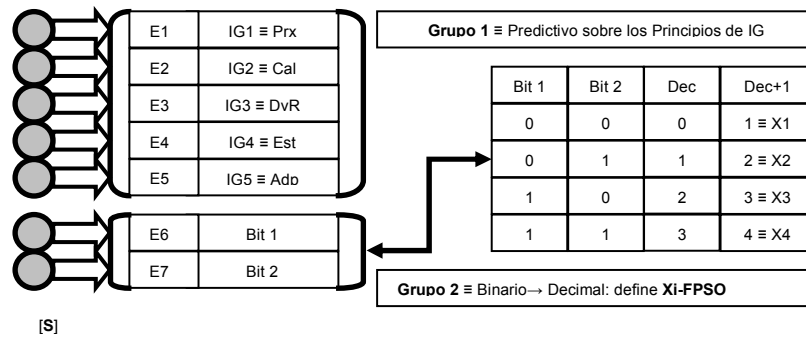 E1 IG1 ≡ Prx
Grupo 1 ≡ Predictivo sobre los Principios de IG
E2 IG2 ≡ Cal
E3 IG3 ≡ DvR
E4 IG4 ≡ Est
E5 IG5 ≡ Adp
Bit 1 Bit 2 Dec Dec+1
0 0 0 1 ≡ X1
0 1 1 2 ≡ X2
1 0 2 3 ≡ X3
1 1 3 4 ≡ X4
E6 Bit 1
E7 Bit 2
Grupo 2 ≡ Binario→ Decimal: define Xi-FPSO
[S]